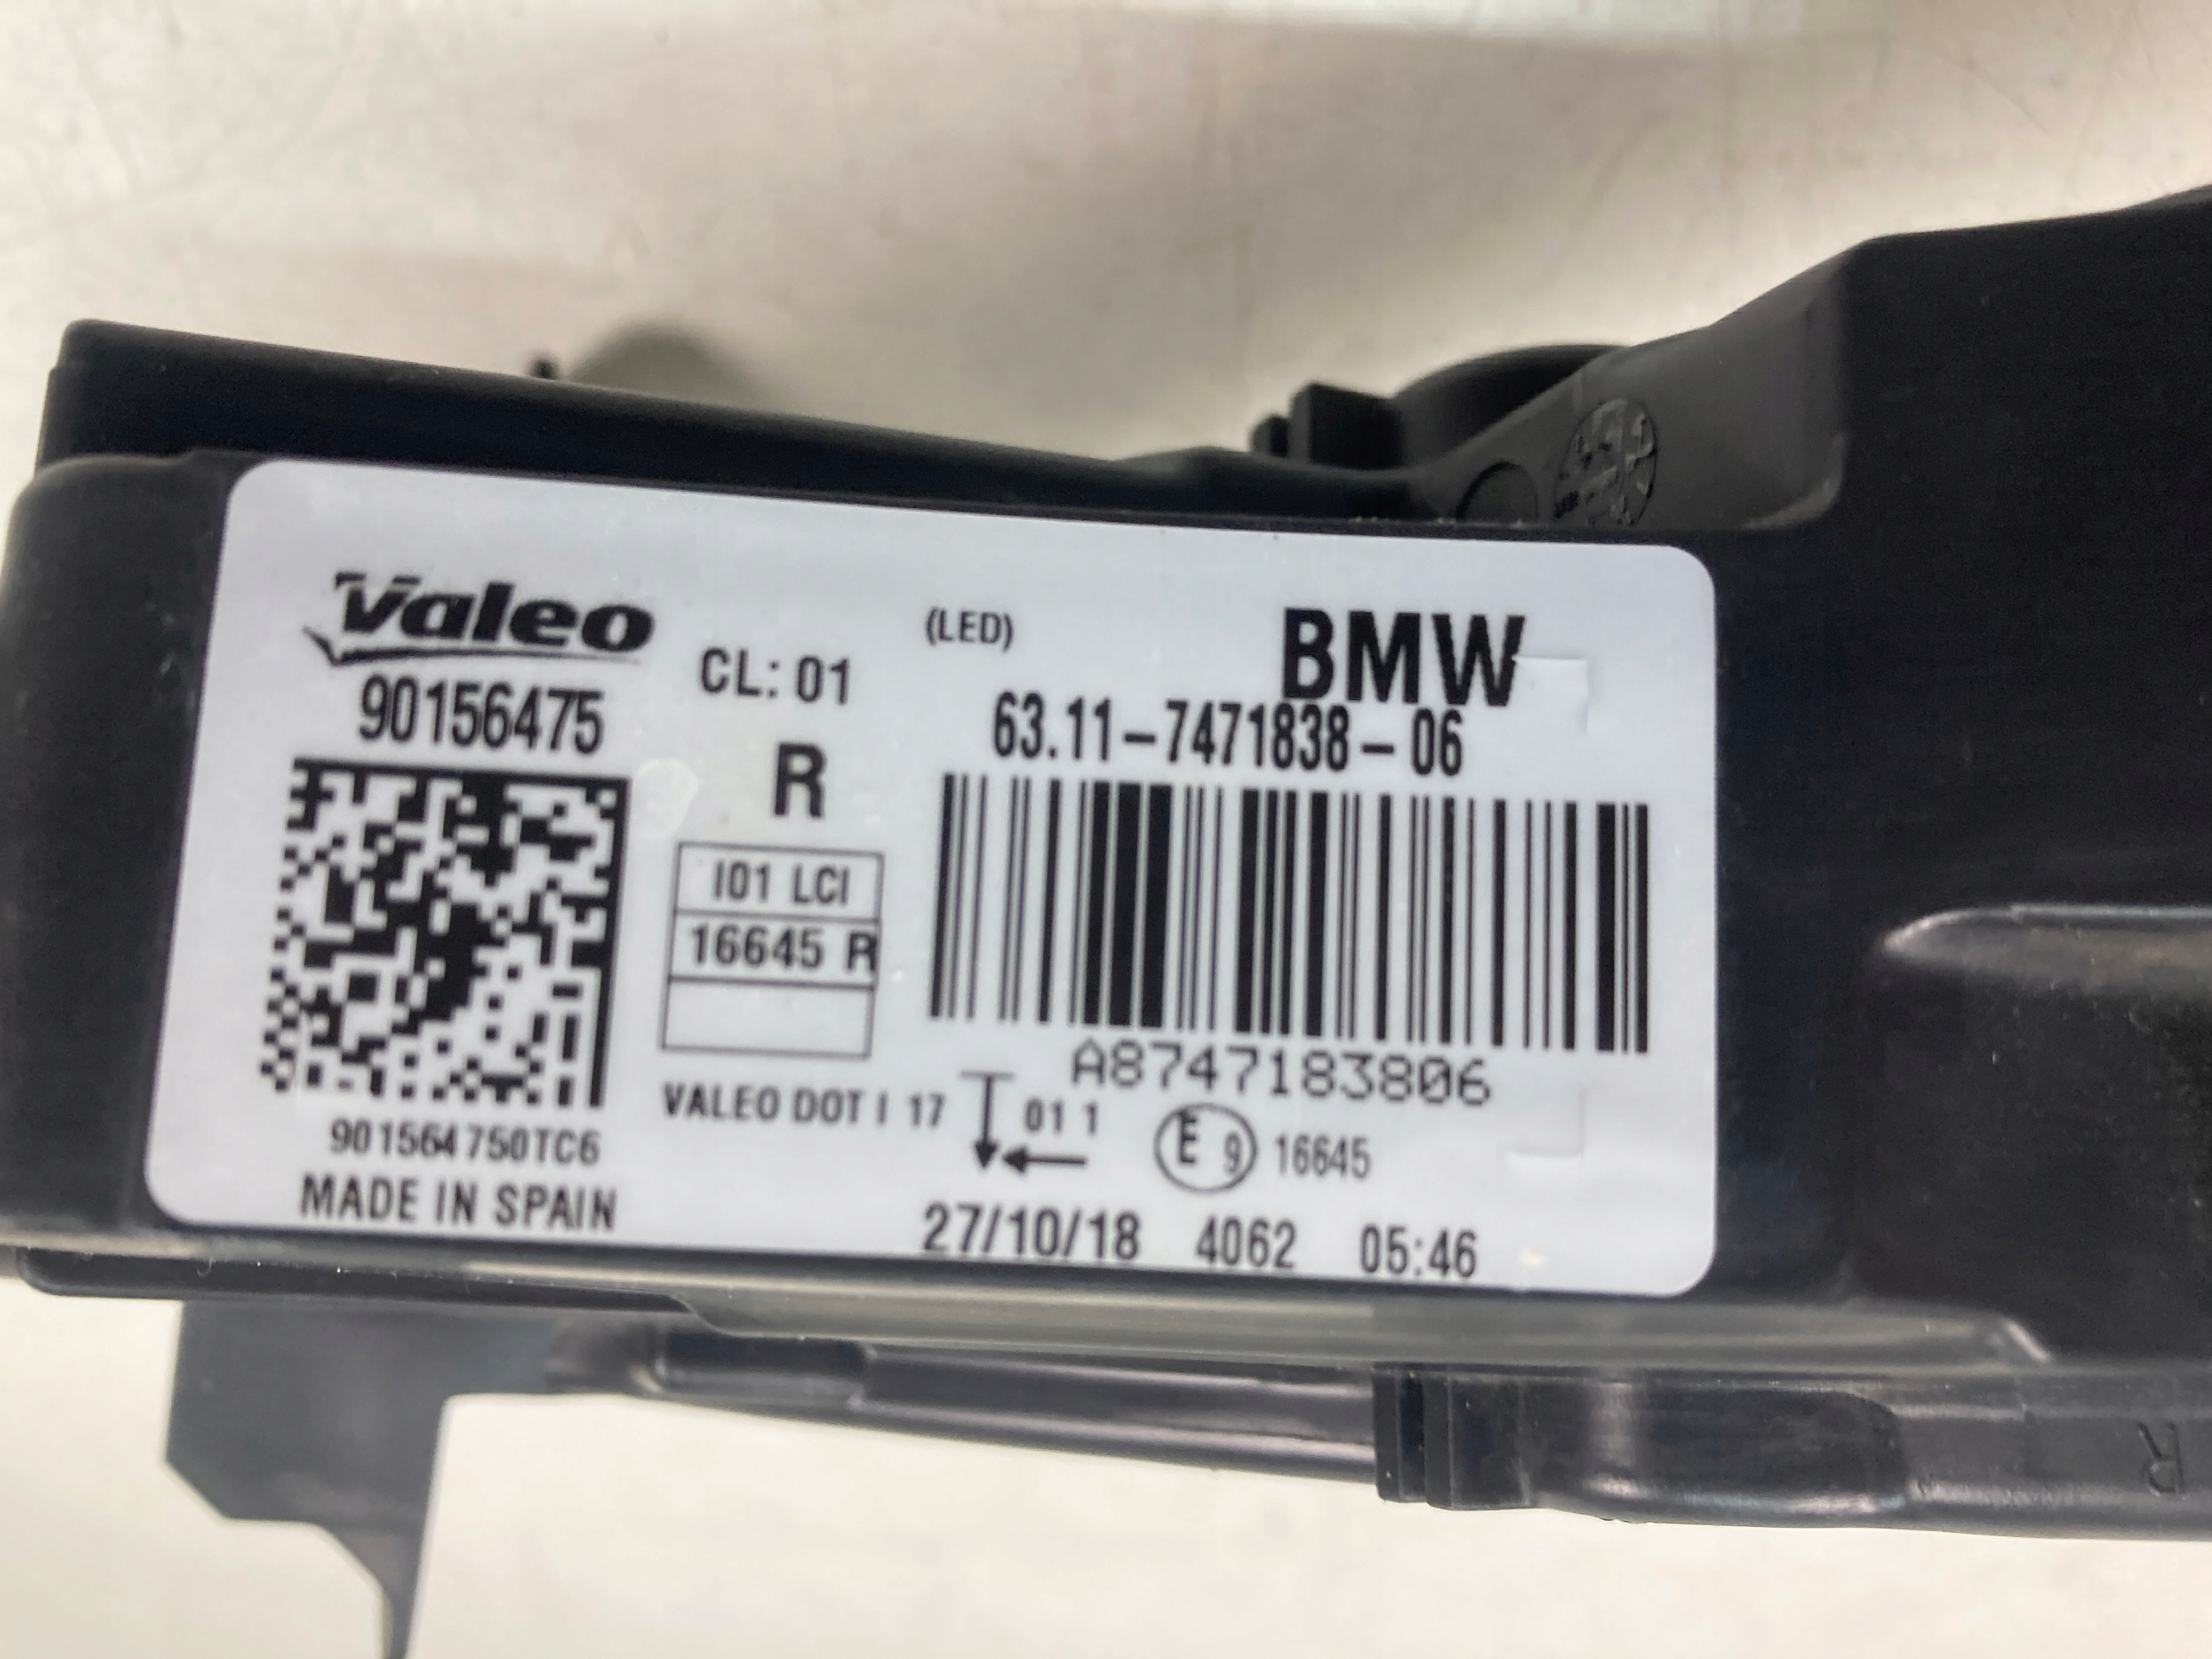 Valeo
90156475
CL: 01
R
I01 LCI
16645 R
(LED)
BMW
63.11-7471838-06
A8747183806
901564750TC6
MADE IN SPAIN
VALEO DOT I 17
01 1
E 9 16645
27/10/18 4062 05:46
R